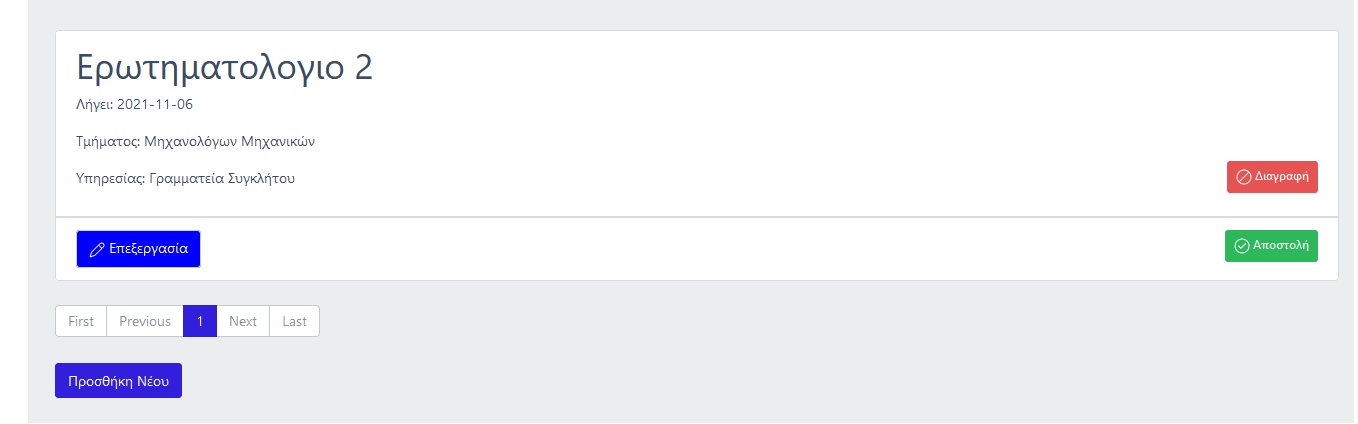 Ερωτηματολογιο 2
Λήγει: 2021-11-06
Τμήματος: Μηχανολόγων Μηχανικών
Υπηρεσίας: Γραμματεία Συγκλήτου
Διαγραφή
Επεξεργασία
Αποστολή
First Previous 1 Next Last
Προσθήκη Νέου